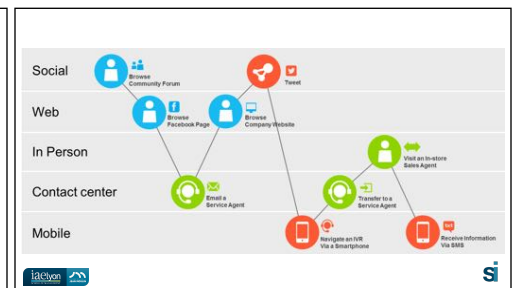 Social
Browse
Community Forum
Tweet
Web
f
Browse
Facebook Page
Browse
Company Website
In Person
Visit an in-store
Sales Agent
Contact center
Email a
Service Agent
Transfer to a
Service Agent
Mobile
Navigate an IVR
Via a Smartphone
Receive Information
Via SMS
iaelyon
si